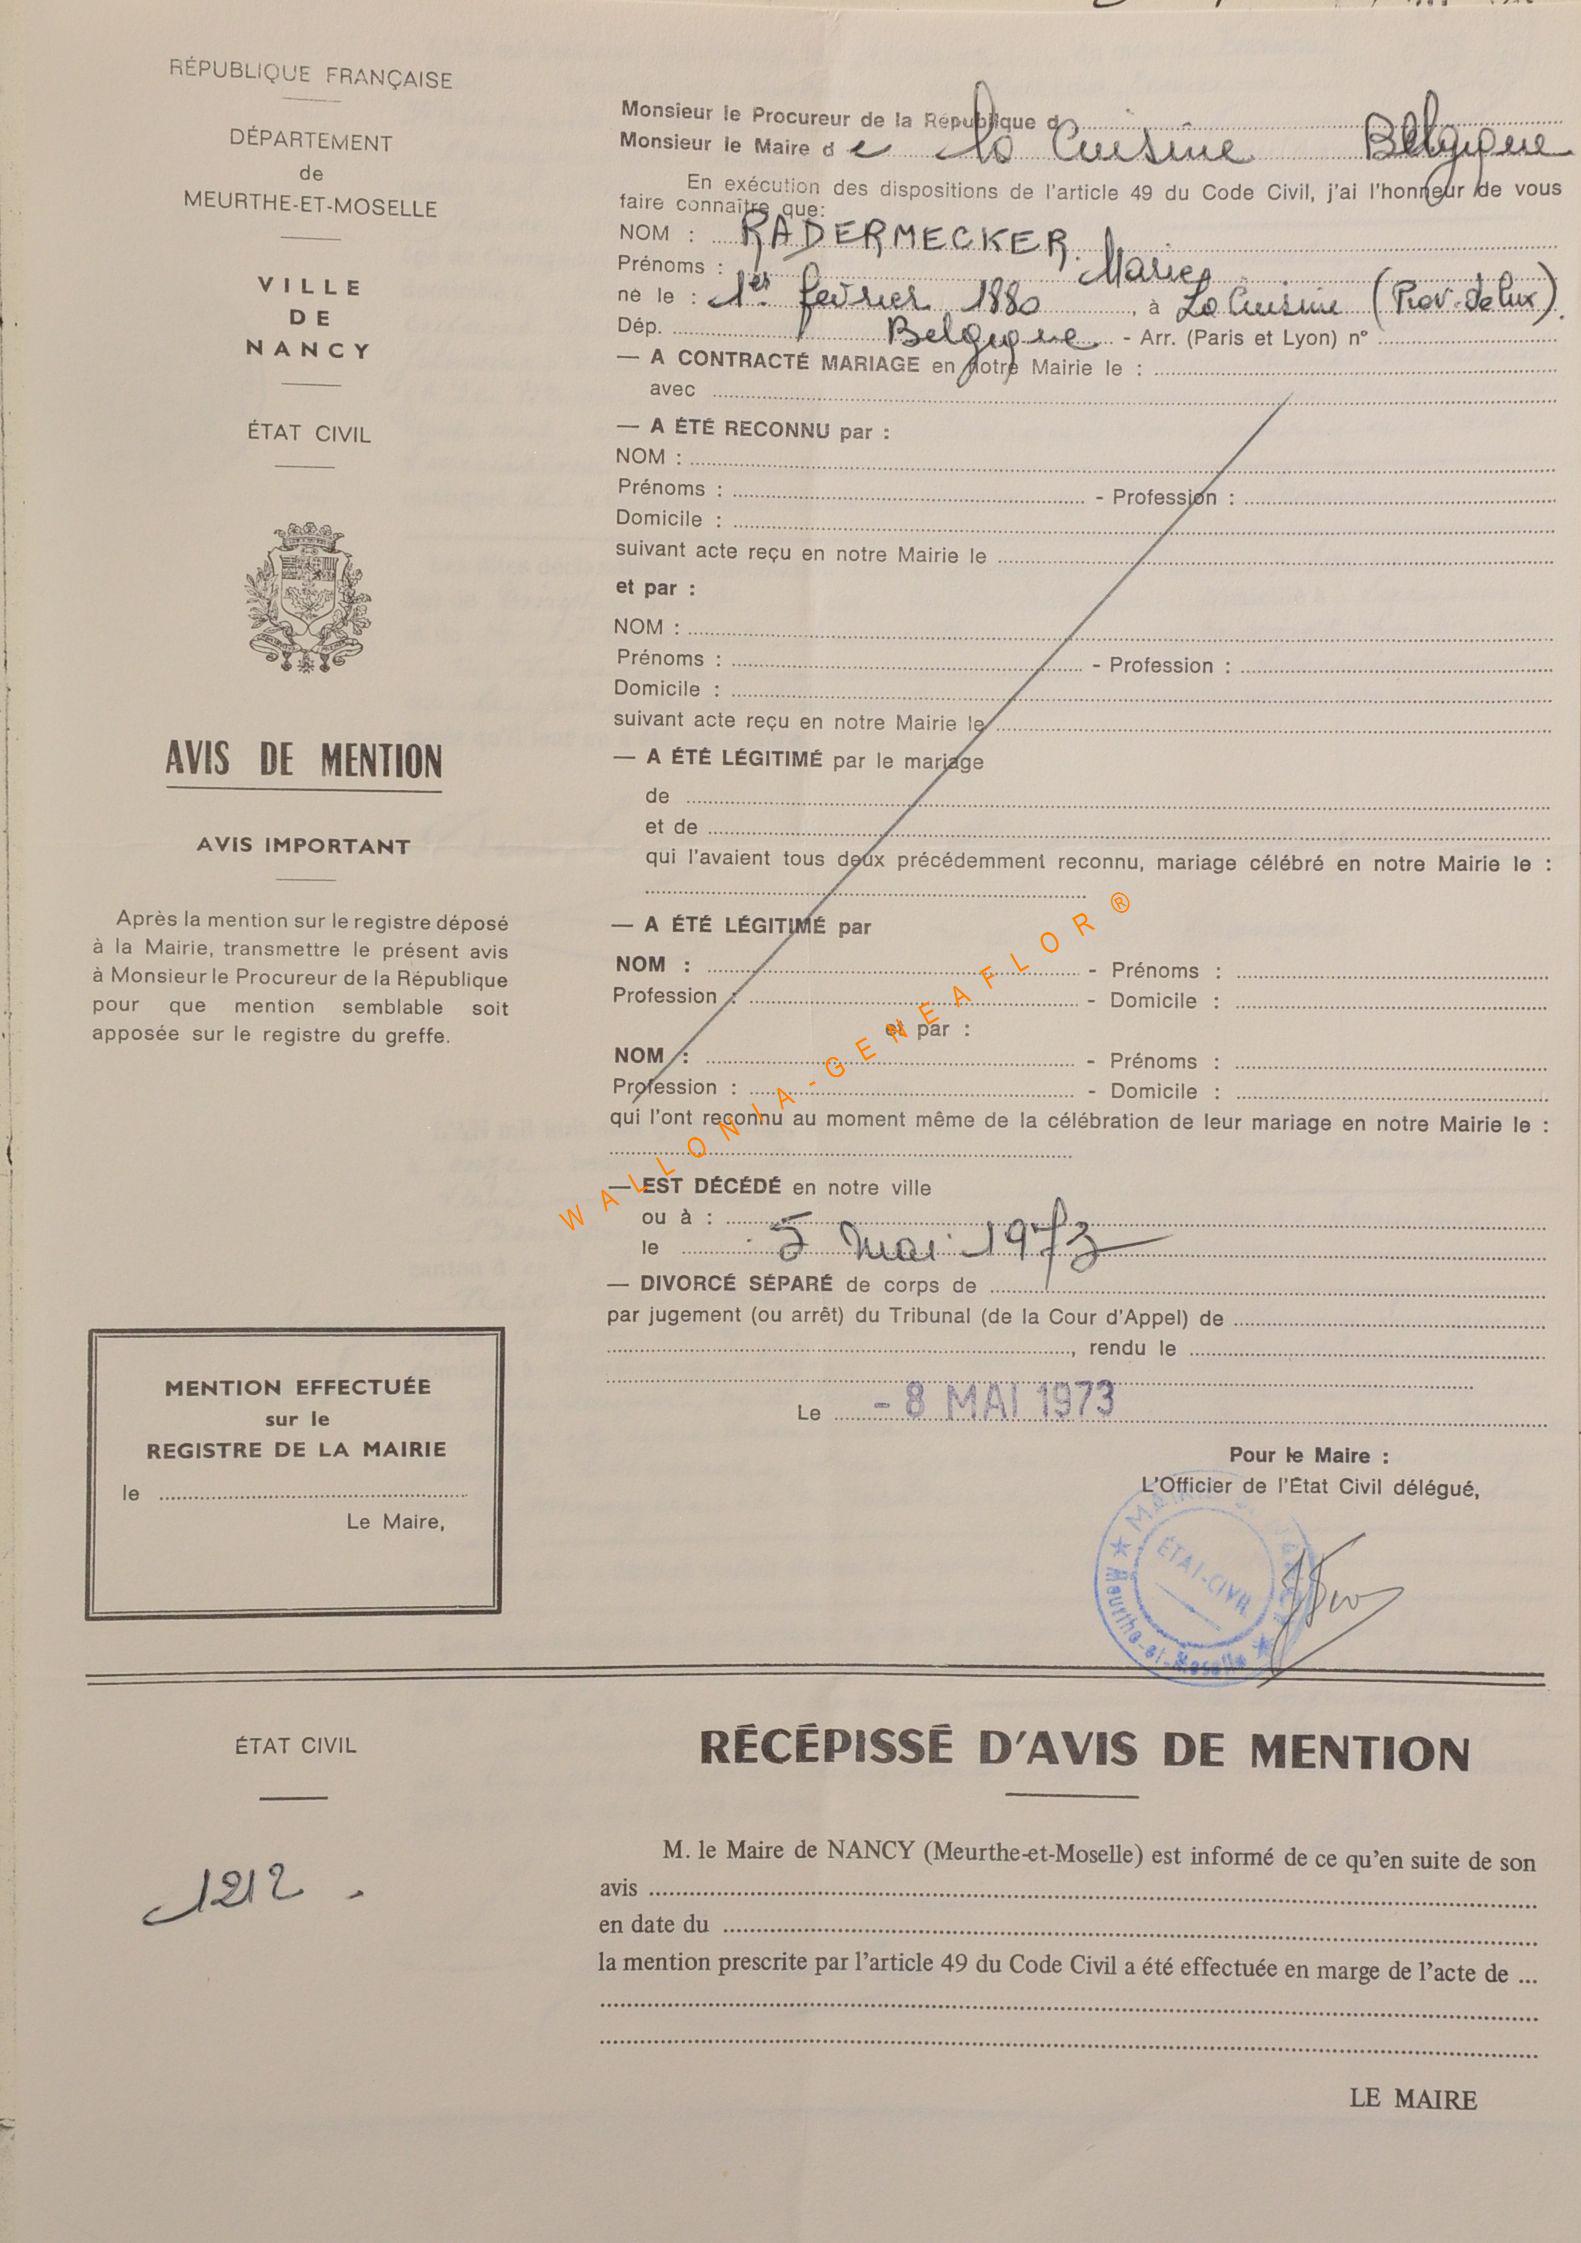 RÉPUBLIQUE FRANÇAISE
DÉPARTEMENT
de
MEURTHE-ET-MOSELLE
VILLE
DE
NANCY
ÉTAT CIVIL
AVIS DE MENTION
AVIS IMPORTANT
Après la mention sur le registre déposé
à la Mairie, transmettre le présent avis
à Monsieur le Procureur de la République
pour que mention semblable soit
apposée sur le registre du greffe.
MENTION EFFECTUÉE
sur le
REGISTRE DE LA MAIRIE
le
Le Maire,
Monsieur le Procureur de la République d
Monsieur le Maire de La Cuisine Belgique
En exécution des dispositions de l'article 49 du Code Civil, j'ai l'honneur de vous
faire connaître que:
NOM : RADERMECKER
Prénoms : Marie
né le : 1er février 1880, à La Cuisine (Prov. de Lux).
Dép. Belgique - Arr. (Paris et Lyon) n°
— A CONTRACTÉ MARIAGE en notre Mairie le :
avec
— A ÉTÉ RECONNU par :
NOM :
Prénoms : - Profession :
Domicile :
suivant acte reçu en notre Mairie le
et par :
NOM :
Prénoms : - Profession :
Domicile :
suivant acte reçu en notre Mairie le
— A ÉTÉ LÉGITIMÉ par le mariage
de
et de
qui l'avaient tous deux précédemment reconnu, mariage célébré en notre Mairie le :
— A ÉTÉ LÉGITIMÉ par
NOM : - Prénoms :
Profession : - Domicile :
et par :
NOM : - Prénoms :
Profession : - Domicile :
qui l'ont reconnu au moment même de la célébration de leur mariage en notre Mairie le :
WALLONIA-GENEAFLOR®
— EST DÉCÉDÉ en notre ville
ou à :
le 5 mai 1973
— DIVORCÉ SÉPARÉ de corps de
par jugement (ou arrêt) du Tribunal (de la Cour d'Appel) de
, rendu le
Le - 8 MAI 1973
Pour le Maire :
L'Officier de l'État Civil délégué,
MAIRIE DE NANCY
ÉTAT-CIVIL
Meurthe-et-Moselle
ÉTAT CIVIL
1212 -
RÉCÉPISSÉ D'AVIS DE MENTION
M. le Maire de NANCY (Meurthe-et-Moselle) est informé de ce qu'en suite de son
avis
en date du
la mention prescrite par l'article 49 du Code Civil a été effectuée en marge de l'acte de ...
LE MAIRE